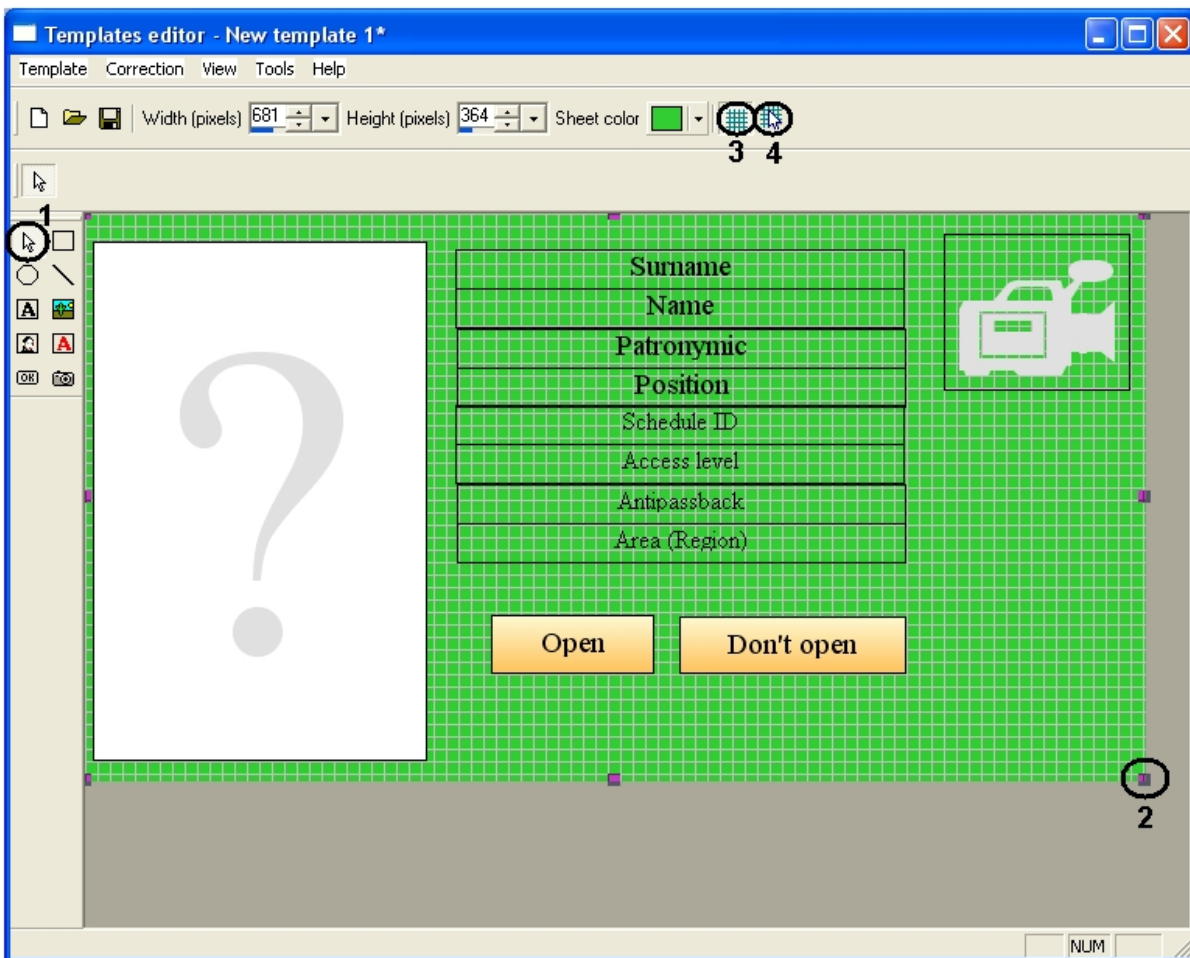 Templates editor - New template 1*
Template Correction View Tools Help
Width (pixels) 681 Height (pixels) 364 Sheet color
3 4
1
A
A
OK
Surname
Name
Patronymic
Position
Schedule ID
Access level
Antipassback
Area (Region)
?
Open Don't open
2
NUM